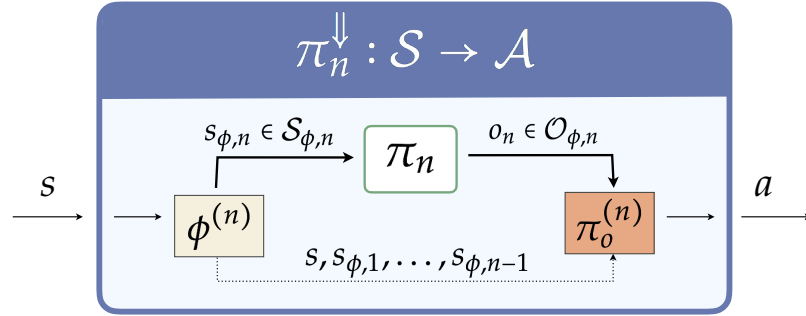 π_n^⇓ : 𝒮 → 𝒜
s_{ϕ,n} ∈ 𝒮_{ϕ,n}
π_n
o_n ∈ 𝒪_{ϕ,n}
s
ϕ^{(n)}
π_o^{(n)}
a
s, s_{ϕ,1}, . . . , s_{ϕ,n−1}